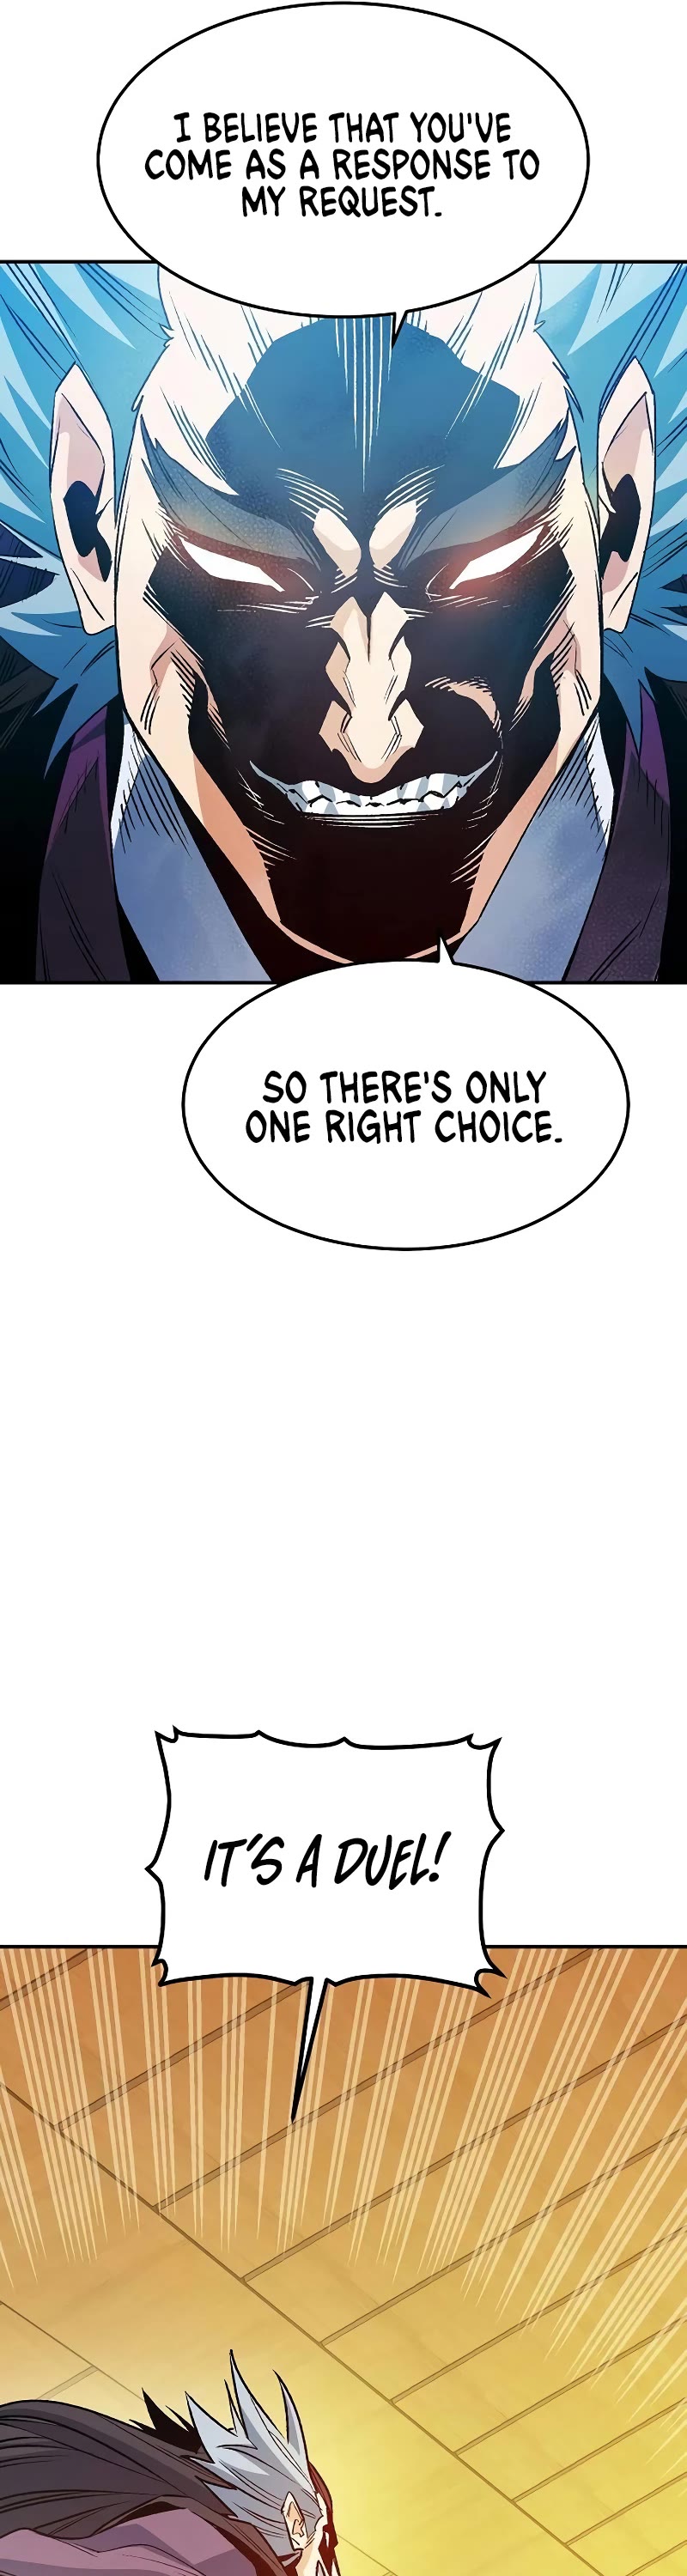 I BELIEVE THAT YOU'VE
COME AS A RESPONSE TO
MY REQUEST.
SO THERE'S ONLY
ONE RIGHT CHOICE.
IT'S A DUEL!